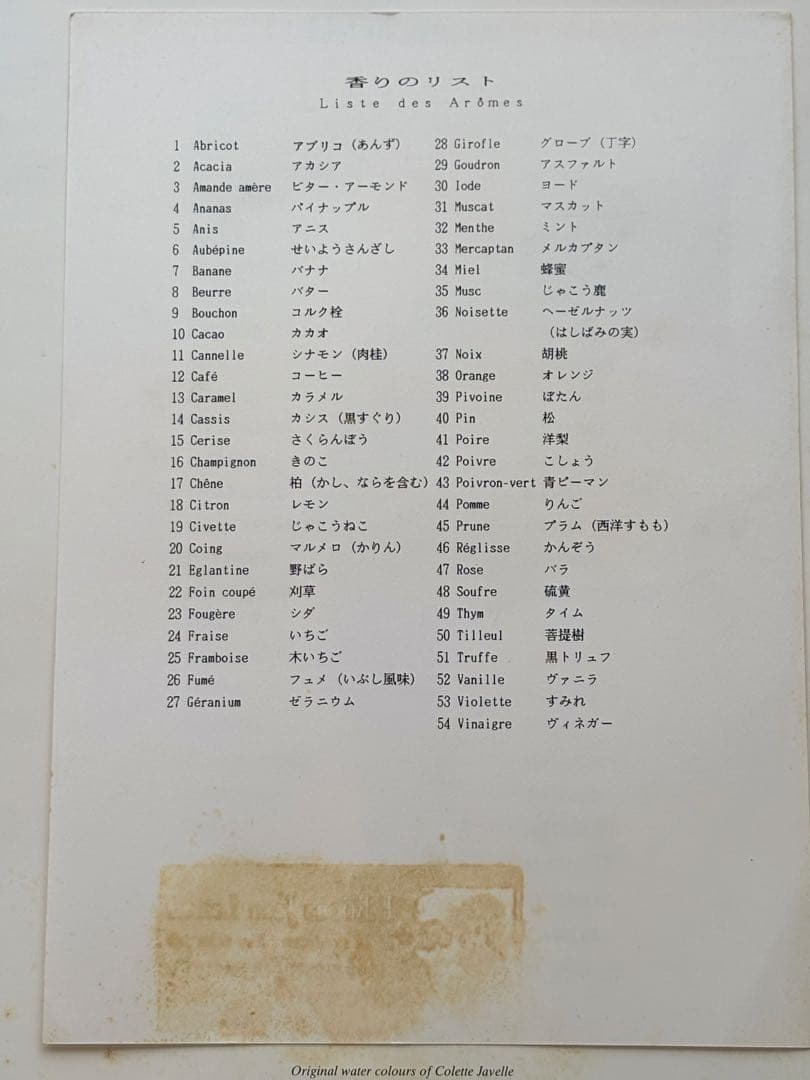 香りのリスト
Liste des Arômes
1 Abricot アプリコ (あんず)
2 Acacia アカシア
3 Amande amère ビター・アーモンド
4 Ananas パイナップル
5 Anis アニス
6 Aubépine せいようさんざし
7 Banane バナナ
8 Beurre バター
9 Bouchon コルク栓
10 Cacao カカオ
11 Cannelle シナモン (肉桂)
12 Café コーヒー
13 Caramel カラメル
14 Cassis カシス (黒すぐり)
15 Cerise さくらんぼう
16 Champignon きのこ
17 Chêne 柏 (かし、ならを含む)
18 Citron レモン
19 Civette じゃこうねこ
20 Coing マルメロ (かりん)
21 Eglantine 野ばら
22 Foin coupé 刈草
23 Fougère シダ
24 Fraise いちご
25 Framboise 木いちご
26 Fumé フュメ (いぶし風味)
27 Géranium ゼラニウム
28 Girofle グローブ (丁字)
29 Goudron アスファルト
30 Iode ヨード
31 Muscat マスカット
32 Menthe ミント
33 Mercaptan メルカプタン
34 Miel 蜂蜜
35 Musc じゃこう鹿
36 Noisette ヘーゼルナッツ
(はしばみの実)
37 Noix 胡桃
38 Orange オレンジ
39 Pivoine ぼたん
40 Pin 松
41 Poire 洋梨
42 Poivre こしょう
43 Poivron-vert 青ピーマン
44 Pomme りんご
45 Prune プラム (西洋すもも)
46 Réglisse かんぞう
47 Rose バラ
48 Soufre 硫黄
49 Thym タイム
50 Tilleul 菩提樹
51 Truffe 黒トリュフ
52 Vanille ヴァニラ
53 Violette すみれ
54 Vinaigre ヴィネガー
Original water colours of Colette Javelle